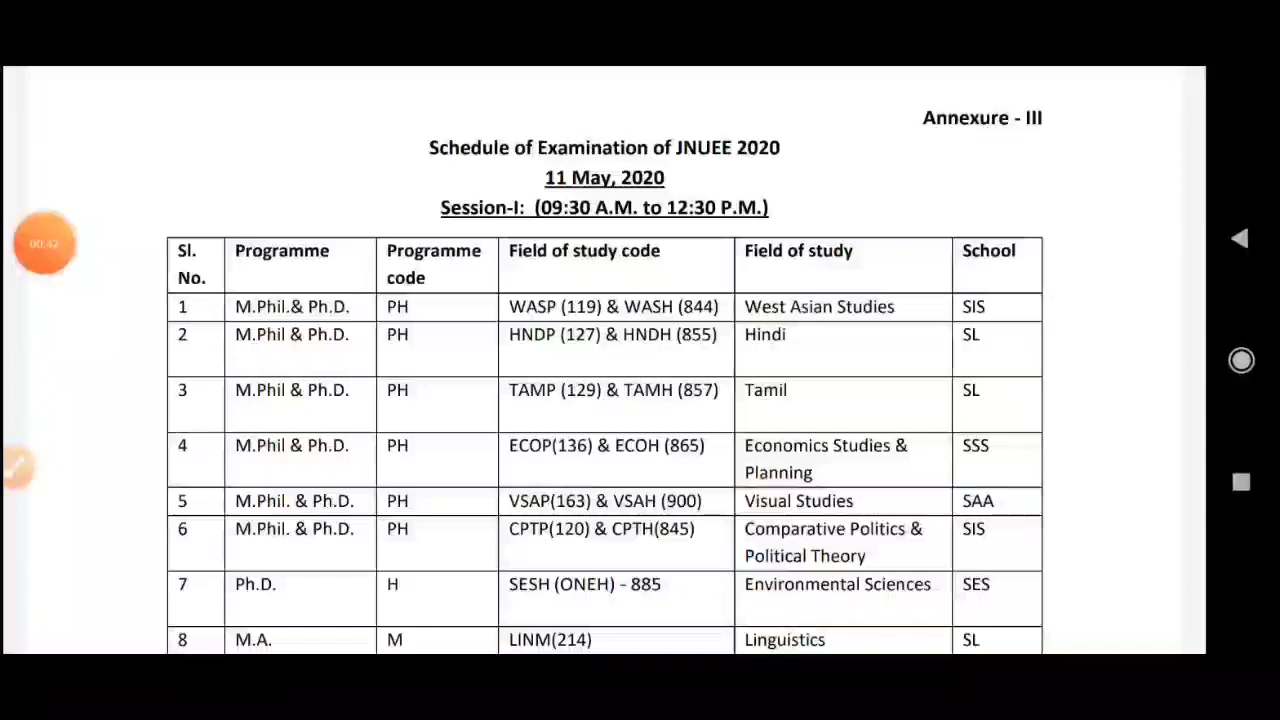 Annexure - III
Schedule of Examination of JNUEE 2020
11 May, 2020
Session-I: (09:30 A.M. to 12:30 P.M.)
Sl. No. Programme Programme code Field of study code Field of study School
1 M.Phil.& Ph.D. PH WASP (119) & WASH (844) West Asian Studies SIS
2 M.Phil & Ph.D. PH HNDP (127) & HNDH (855) Hindi SL
3 M.Phil & Ph.D. PH TAMP (129) & TAMH (857) Tamil SL
4 M.Phil & Ph.D. PH ECOP(136) & ECOH (865) Economics Studies & Planning SSS
5 M.Phil. & Ph.D. PH VSAP(163) & VSAH (900) Visual Studies SAA
6 M.Phil. & Ph.D. PH CPTP(120) & CPTH(845) Comparative Politics & Political Theory SIS
7 Ph.D. H SESH (ONEH) - 885 Environmental Sciences SES
8 M.A. M LINM(214) Linguistics SL
00:42